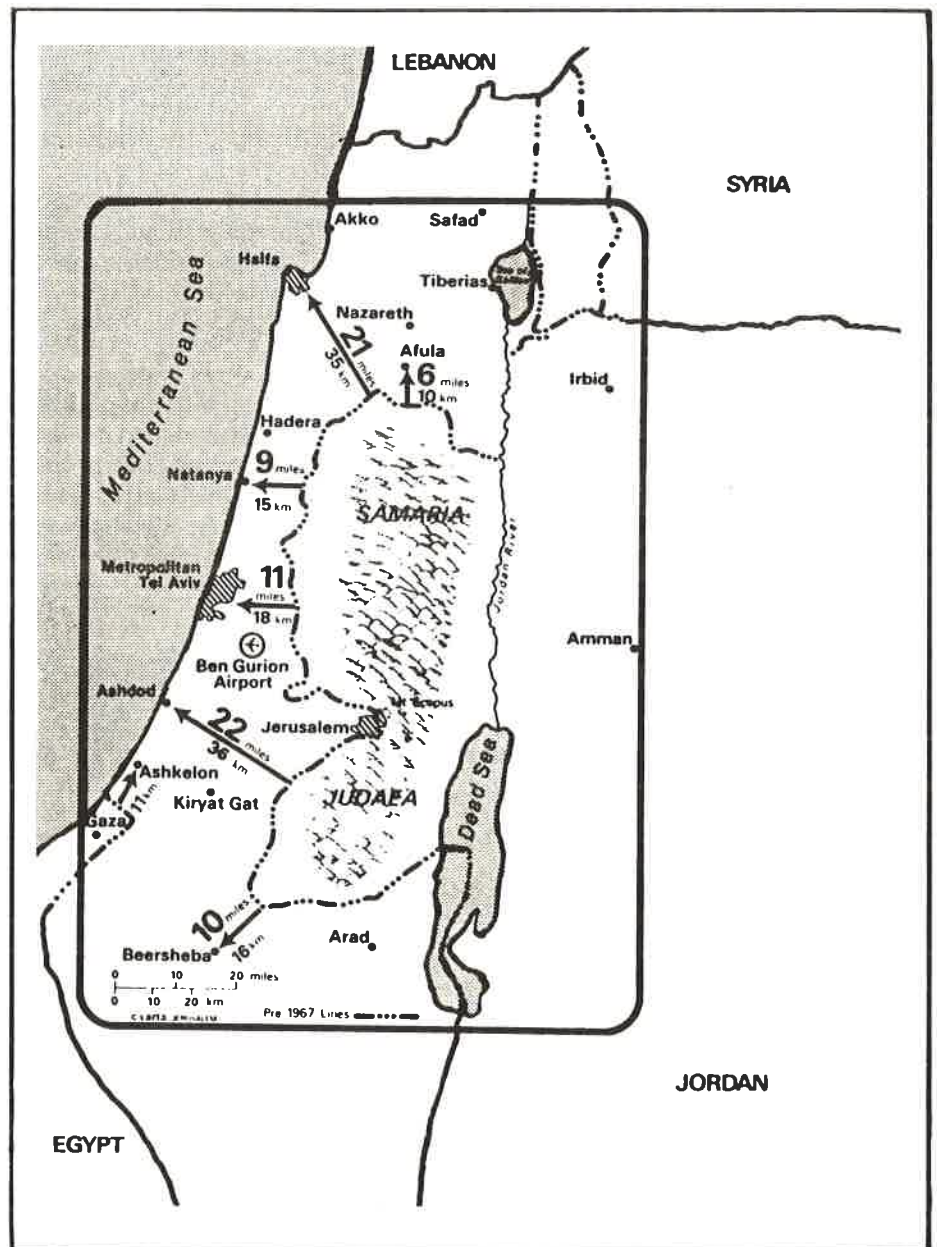 LEBANON
SYRIA
Akko
Safad
Haifa
Tiberias
Sea of
Mediterranean Sea
Nazareth
21
miles
35
km
Afula
6
miles
10 km
Irbid
Hadera
9
miles
Natanya
15 km
SAMARIA
Jordan River
Metropolitan
Tel Aviv
11
miles
18 km
Amman
Ben Gurion
Airport
Ashdod
Jerusalem
22
miles
36
km
Ashkelon
Kiryat Gat
11 km
JUDAEA
Dead Sea
Gaza
10
miles
16 km
Beersheba
Arad
0 10 20 miles
0 10 20 km
Pre 1967 Lines
JORDAN
EGYPT